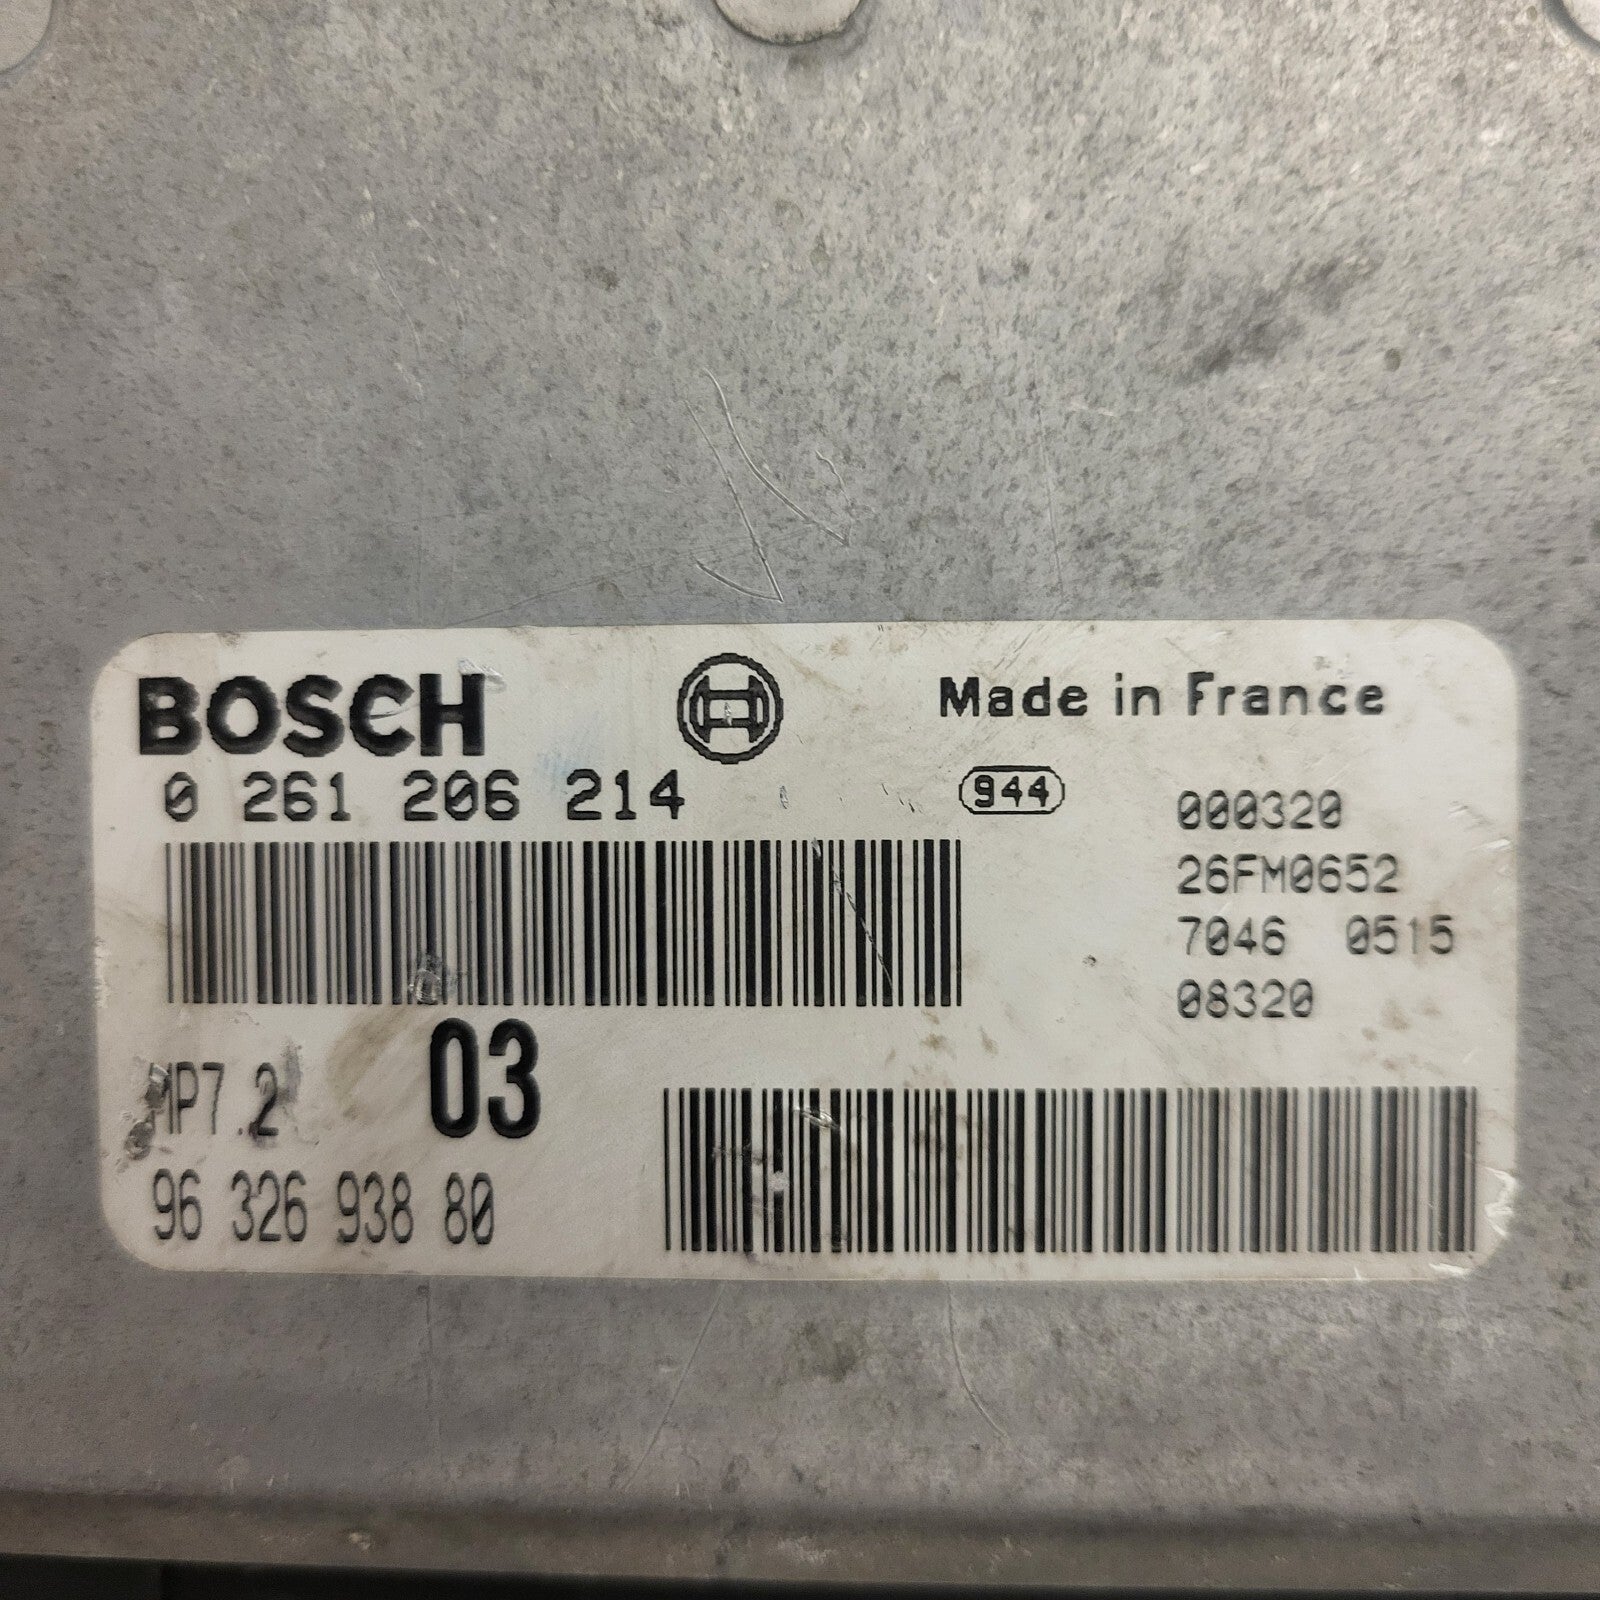 BOSCH
Made in France
0 261 206 214
944
000320
26FM0652
7046 0515
08320
MP7.2 03
96 326 938 80